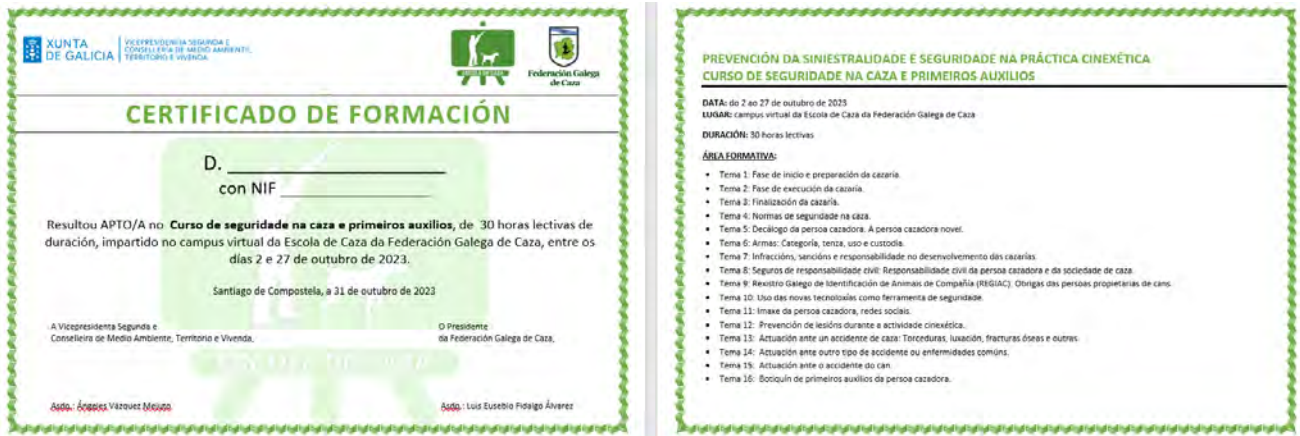 XUNTA
DE GALICIA
VICEPRESIDENCIA SEGUNDA E
CONSELLERÍA DE MEDIO AMBIENTE,
TERRITORIO E VIVENDA
ESCOLA DE CAZA
Federación Galega
de Caza
CERTIFICADO DE FORMACIÓN
D.
con NIF
Resultou APTO/A no Curso de seguridade na caza e primeiros auxilios, de 30 horas lectivas de
duración, impartido no campus virtual da Escola de Caza da Federación Galega de Caza, entre os
días 2 e 27 de outubro de 2023.
Santiago de Compostela, a 31 de outubro de 2023
A Vicepresidenta Segunda e
Conselleira de Medio Ambiente, Territorio e Vivenda,
O Presidente
da Federación Galega de Caza,
Asdo.: Ángeles Vázquez Mejuto
Asdo.: Luis Eusebio Fidalgo Álvarez
PREVENCIÓN DA SINIESTRALIDADE E SEGURIDADE NA PRÁCTICA CINEXÉTICA
CURSO DE SEGURIDADE NA CAZA E PRIMEIROS AUXILIOS
DATA: do 2 ao 27 de outubro de 2023
LUGAR: campus virtual da Escola de Caza da Federación Galega de Caza
DURACIÓN: 30 horas lectivas
ÁREA FORMATIVA:
• Tema 1: Fase de inicio e preparación da cazaría.
• Tema 2: Fase de execución da cazaría.
• Tema 3: Finalización da cazaría.
• Tema 4: Normas de seguridade na caza.
• Tema 5: Decálogo da persoa cazadora. A persoa cazadora novel.
• Tema 6: Armas: Categoría, tenza, uso e custodia.
• Tema 7: Infraccións, sancións e responsabilidade no desenvolvemento das cazarías.
• Tema 8: Seguros de responsabilidade civil: Responsabilidade civil da persoa cazadora e da sociedade de caza.
• Tema 9: Rexistro Galego de Identificación de Animais de Compañía (REGIAC). Obrigas das persoas propietarias de cans.
• Tema 10: Uso das novas tecnoloxías como ferramenta de seguridade.
• Tema 11: Imaxe da persoa cazadora, redes sociais.
• Tema 12: Prevención de lesións durante a actividade cinexética.
• Tema 13: Actuación ante un accidente de caza: Torceduras, luxación, fracturas óseas e outras.
• Tema 14: Actuación ante outro tipo de accidente ou enfermidades comúns.
• Tema 15: Actuación ante o accidente do can.
• Tema 16: Botiquín de primeiros auxilios da persoa cazadora.